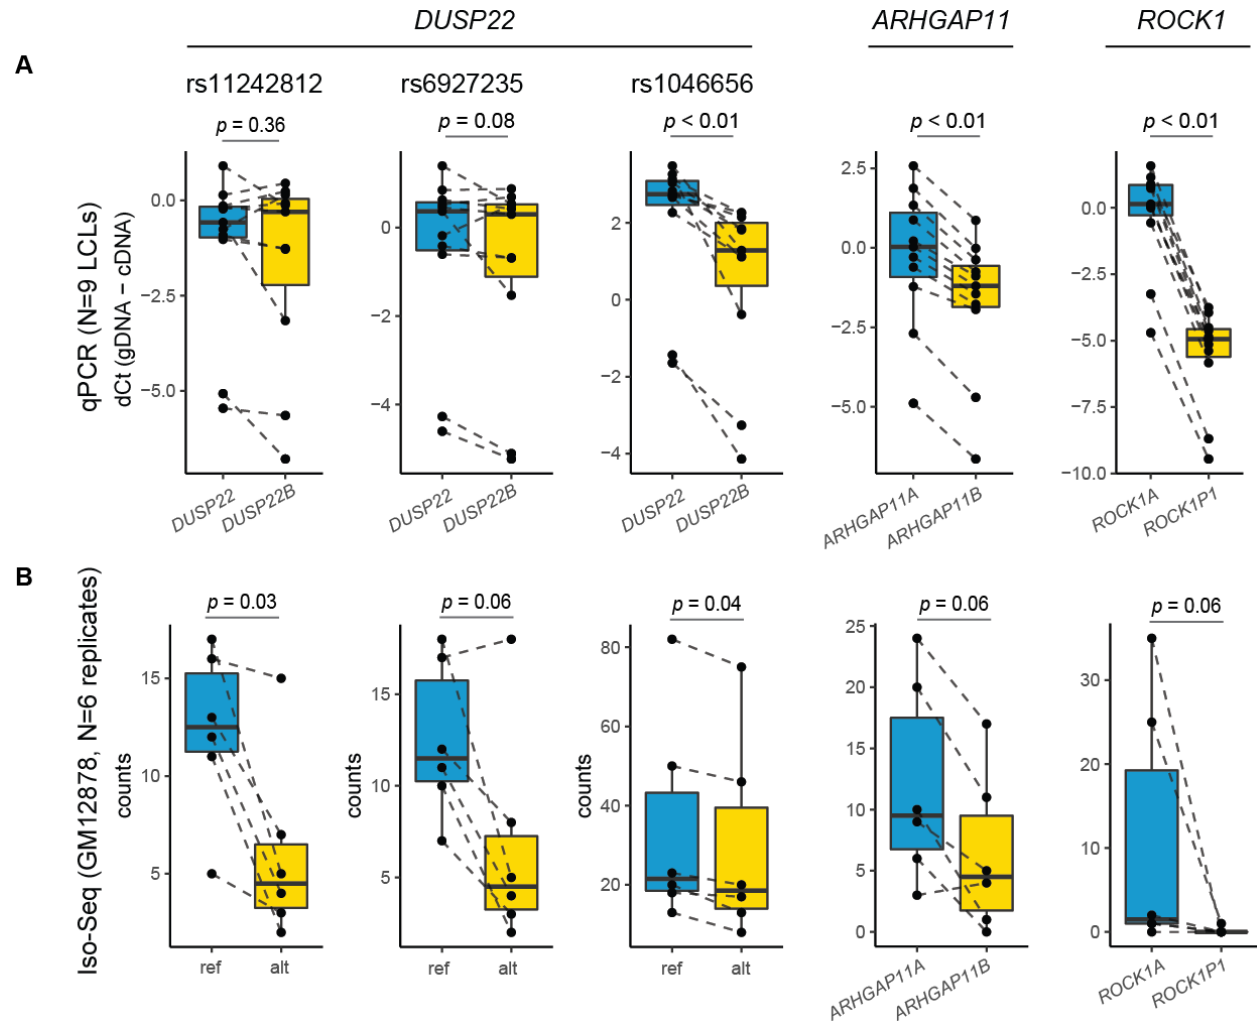 DUSP22 ARHGAP11 ROCK1
A
rs11242812 rs6927235 rs1046656
p = 0.36 p = 0.08 p < 0.01 p < 0.01 p < 0.01
qPCR (N=9 LCLs)
dCt (gDNA − cDNA)
0.0
−2.5
−5.0
0
−2
−4
2
0
−2
−4
2.5
0.0
−2.5
−5.0
0.0
−2.5
−5.0
−7.5
−10.0
DUSP22 DUSP22B DUSP22 DUSP22B DUSP22 DUSP22B ARHGAP11A ARHGAP11B ROCK1A ROCK1P1
B
p = 0.03 p = 0.06 p = 0.04 p = 0.06 p = 0.06
Iso-Seq (GM12878, N=6 replicates)
counts
15
10
5
counts
15
10
5
counts
80
60
40
20
25
20
15
10
5
0
30
20
10
0
ref alt ref alt ref alt ARHGAP11A ARHGAP11B ROCK1A ROCK1P1